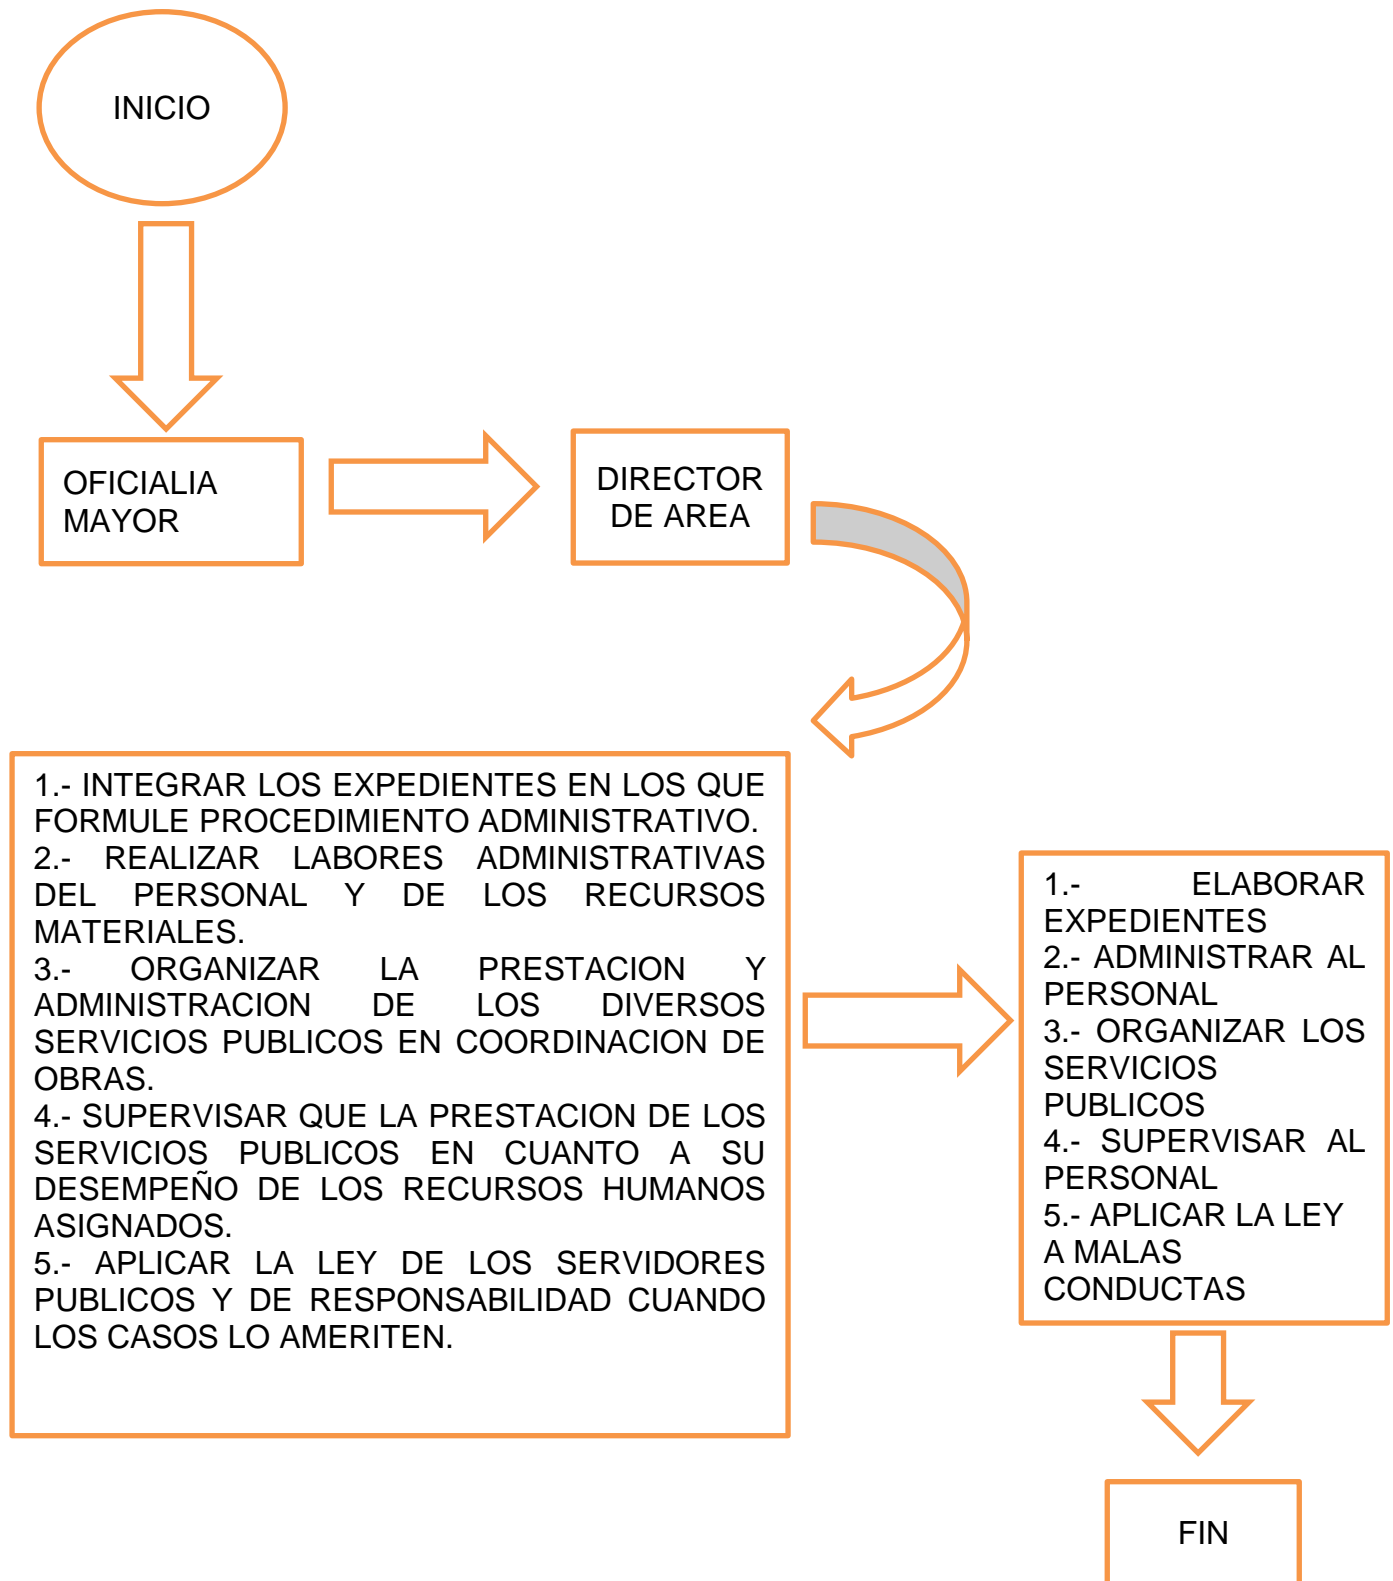 INICIO
OFICIALIA
MAYOR
DIRECTOR
DE AREA
1.- INTEGRAR LOS EXPEDIENTES EN LOS QUE
FORMULE PROCEDIMIENTO ADMINISTRATIVO.
2.- REALIZAR LABORES ADMINISTRATIVAS
DEL PERSONAL Y DE LOS RECURSOS
MATERIALES.
3.- ORGANIZAR LA PRESTACION Y
ADMINISTRACION DE LOS DIVERSOS
SERVICIOS PUBLICOS EN COORDINACION DE
OBRAS.
4.- SUPERVISAR QUE LA PRESTACION DE LOS
SERVICIOS PUBLICOS EN CUANTO A SU
DESEMPEÑO DE LOS RECURSOS HUMANOS
ASIGNADOS.
5.- APLICAR LA LEY DE LOS SERVIDORES
PUBLICOS Y DE RESPONSABILIDAD CUANDO
LOS CASOS LO AMERITEN.
1.- ELABORAR
EXPEDIENTES
2.- ADMINISTRAR AL
PERSONAL
3.- ORGANIZAR LOS
SERVICIOS
PUBLICOS
4.- SUPERVISAR AL
PERSONAL
5.- APLICAR LA LEY
A MALAS
CONDUCTAS
FIN